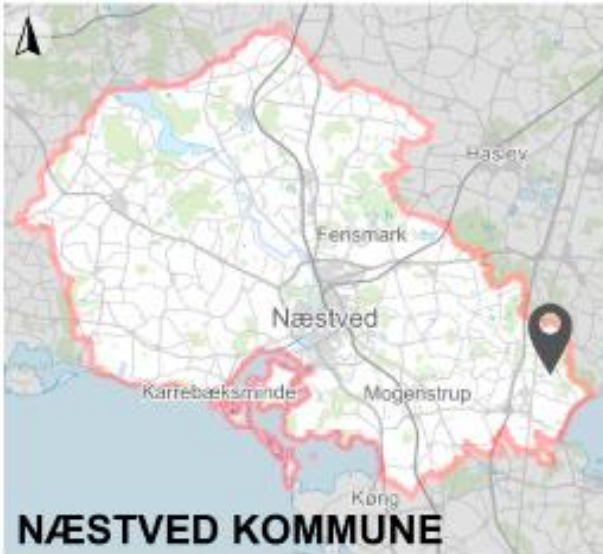 Haslev
Fensmark
Næstved
Karrebæksminde
Mogenstrup
Køng
NÆSTVED KOMMUNE